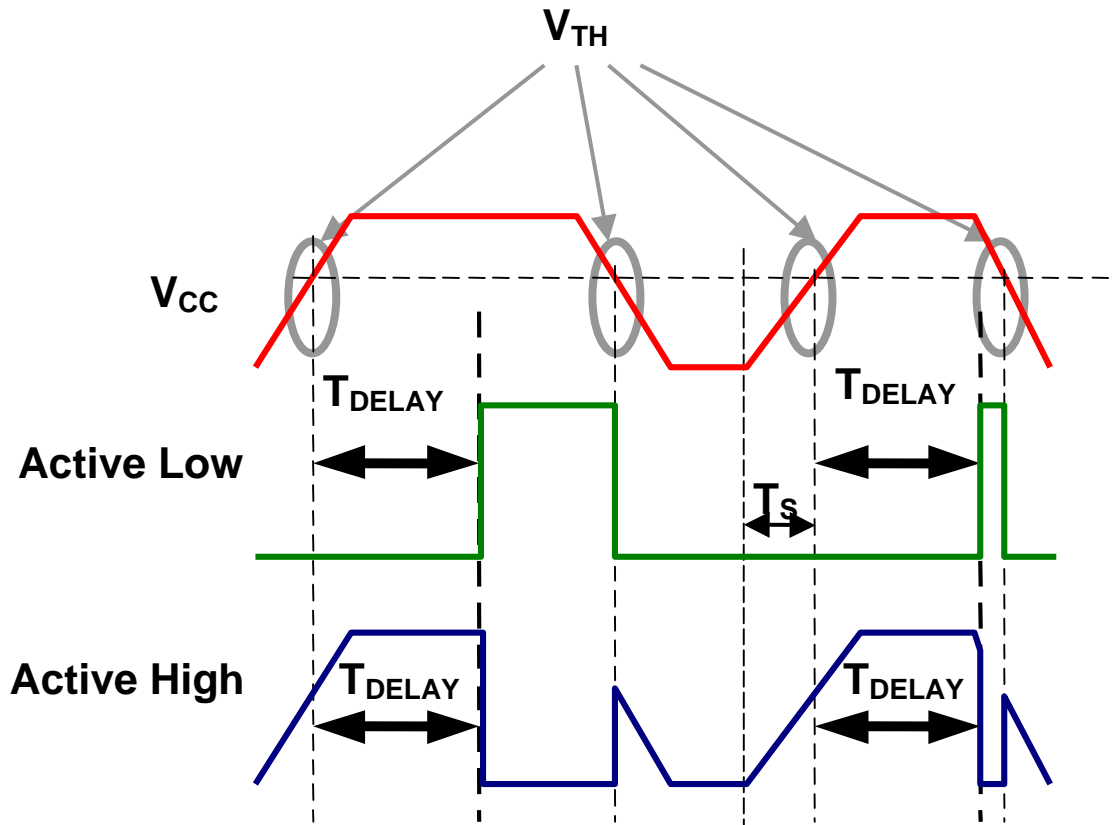 VTH
VCC
TDELAY
TDELAY
Active Low
TS
Active High
TDELAY
TDELAY